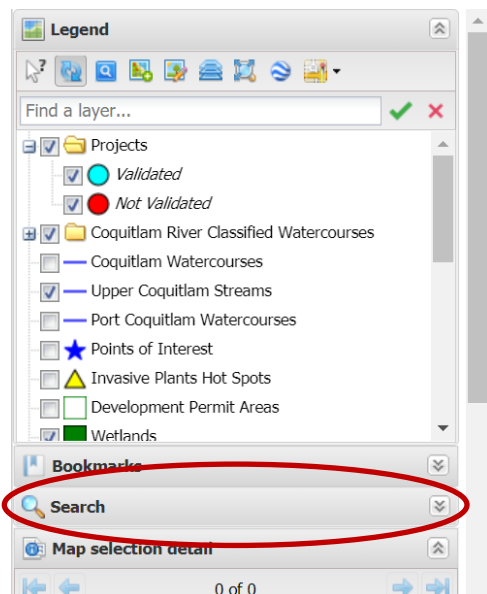 Legend
Find a layer...
Projects
Validated
Not Validated
Coquitlam River Classified Watercourses
Coquitlam Watercourses
Upper Coquitlam Streams
Port Coquitlam Watercourses
Points of Interest
Invasive Plants Hot Spots
Development Permit Areas
Wetlands
Bookmarks
Search
Map selection detail
0 of 0